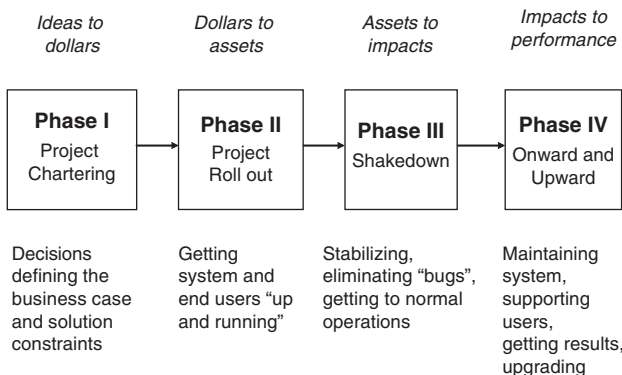 Ideas to
dollars
Dollars to
assets
Assets to
impacts
Impacts to
performance
Phase I
Project
Chartering
Phase II
Project
Roll out
Phase III
Shakedown
Phase IV
Onward and
Upward
Decisions
defining the
business case
and solution
constraints
Getting
system and
end users “up
and running”
Stabilizing,
eliminating “bugs”,
getting to normal
operations
Maintaining
system,
supporting
users,
getting results,
upgrading